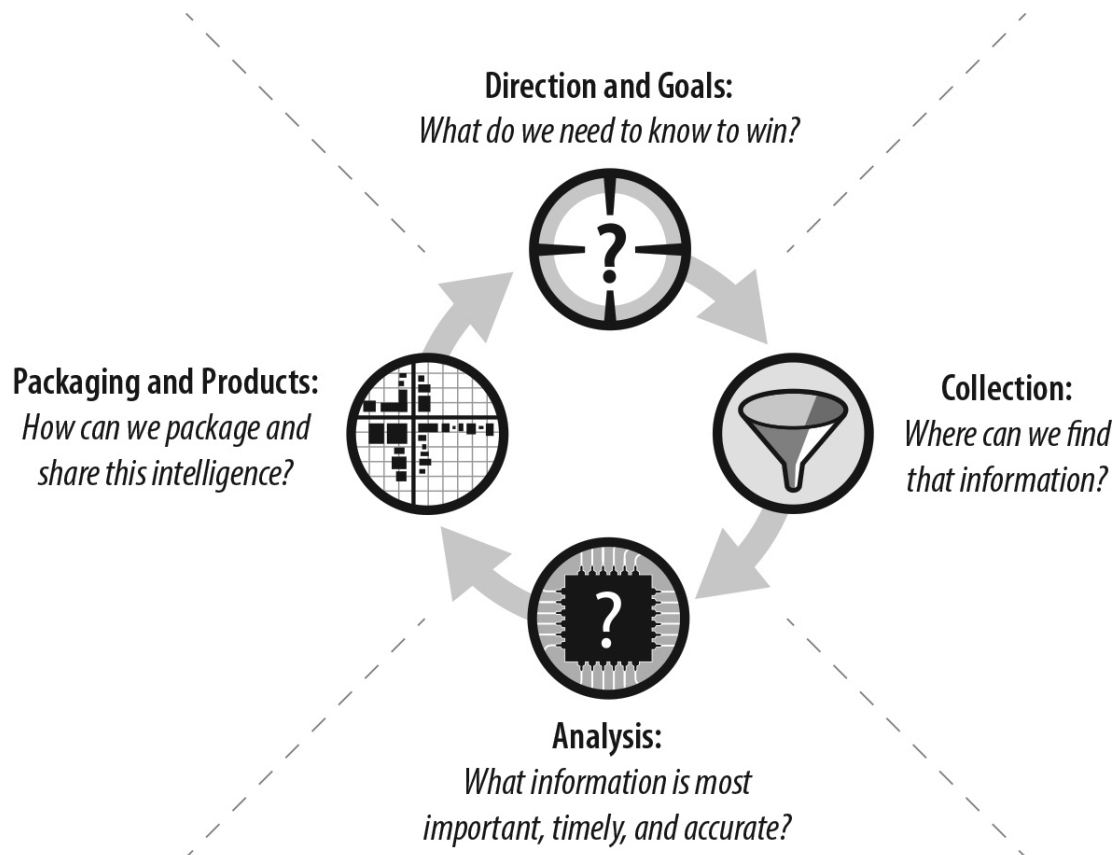 Direction and Goals:
What do we need to know to win?
?
Packaging and Products:
How can we package and
share this intelligence?
Collection:
Where can we find
that information?
?
Analysis:
What information is most
important, timely, and accurate?